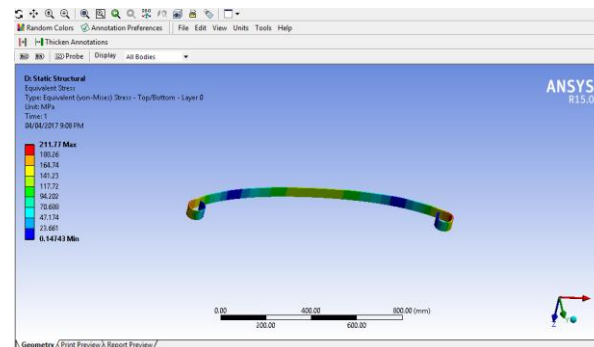 Random Colors Annotation Preferences File Edit View Units Tools Help
Thicken Annotations
Probe Display All Bodies
D: Static Structural
Equivalent Stress
Type: Equivalent (von-Mises) Stress - Top/Bottom - Layer 0
Unit: MPa
Time: 1
04/04/2017 9:08 PM
ANSYS
R15.0
211.77 Max
188.26
164.74
141.23
117.72
94.202
70.688
47.174
23.661
0.14743 Min
0.00 400.00 800.00 (mm)
200.00 600.00
Z
Geometry Print Preview Report Preview